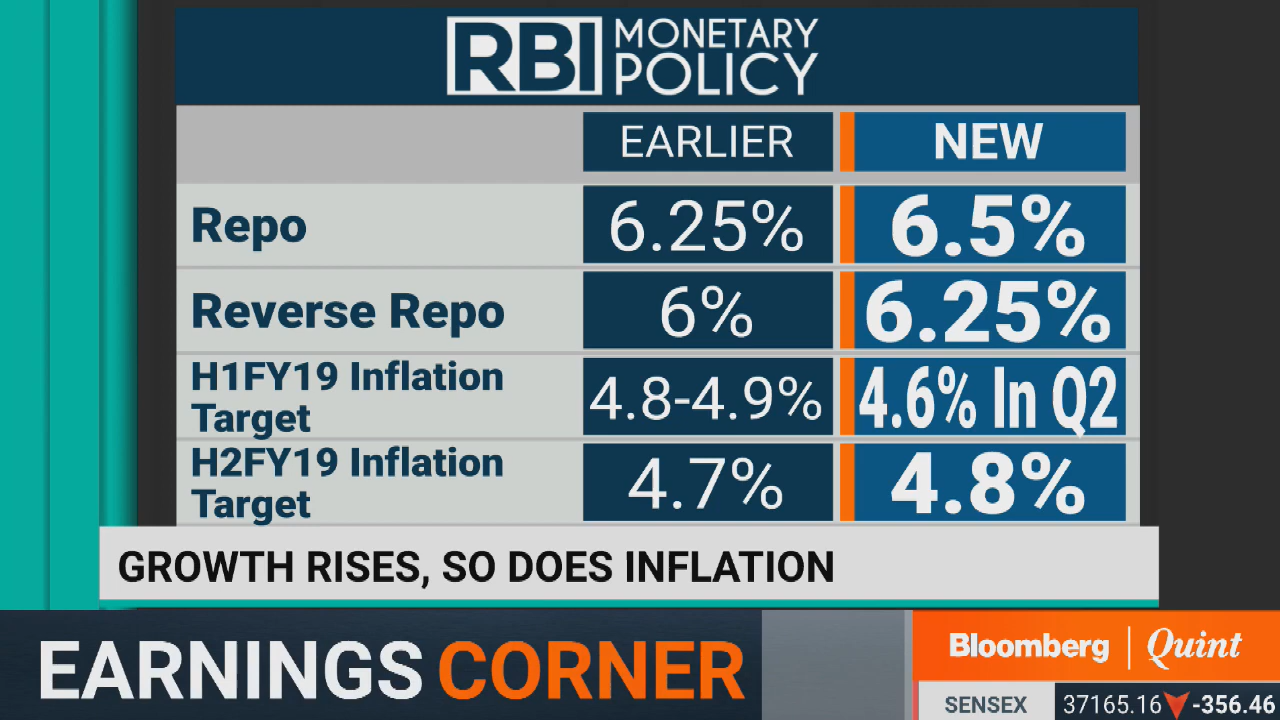 RBI MONETARY
POLICY
EARLIER NEW
Repo 6.25% 6.5%
Reverse Repo 6% 6.25%
H1FY19 Inflation
Target 4.8-4.9% 4.6% In Q2
H2FY19 Inflation
Target 4.7% 4.8%
GROWTH RISES, SO DOES INFLATION
EARNINGS CORNER
Bloomberg | Quint
SENSEX 37165.16 -356.46